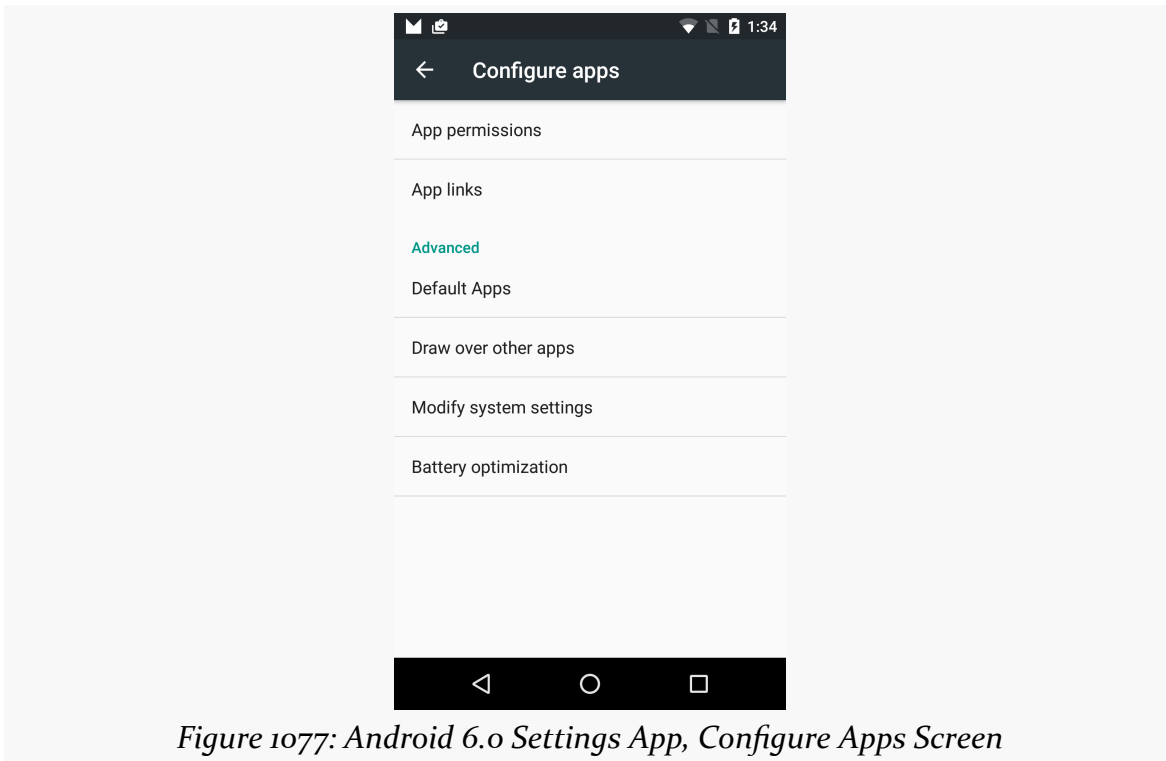 1:34
Configure apps
App permissions
App links
Advanced
Default Apps
Draw over other apps
Modify system settings
Battery optimization
Figure 1077: Android 6.0 Settings App, Configure Apps Screen